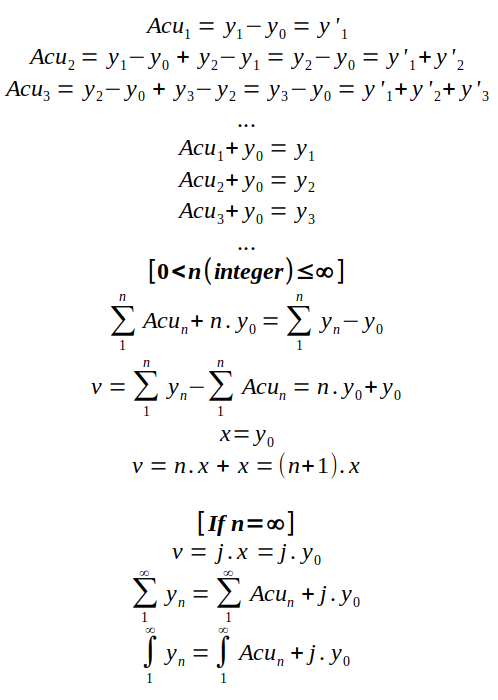 Acu₁ = y₁−y₀ = y'₁
Acu₂ = y₁−y₀ + y₂−y₁ = y₂−y₀ = y'₁+y'₂
Acu₃ = y₂−y₀ + y₃−y₂ = y₃−y₀ = y'₁+y'₂+y'₃
...
Acu₁+y₀ = y₁
Acu₂+y₀ = y₂
Acu₃+y₀ = y₃
...
[0<n(integer)≤∞]
∑₁ⁿ Acuₙ+n.y₀ = ∑₁ⁿ yₙ−y₀
v = ∑₁ⁿ yₙ−∑₁ⁿ Acuₙ = n.y₀+y₀
x=y₀
v = n.x + x = (n+1).x
[If n=∞]
v = j.x = j.y₀
∑₁^∞ yₙ = ∑₁^∞ Acuₙ+j.y₀
∫₁^∞ yₙ = ∫₁^∞ Acuₙ+j.y₀